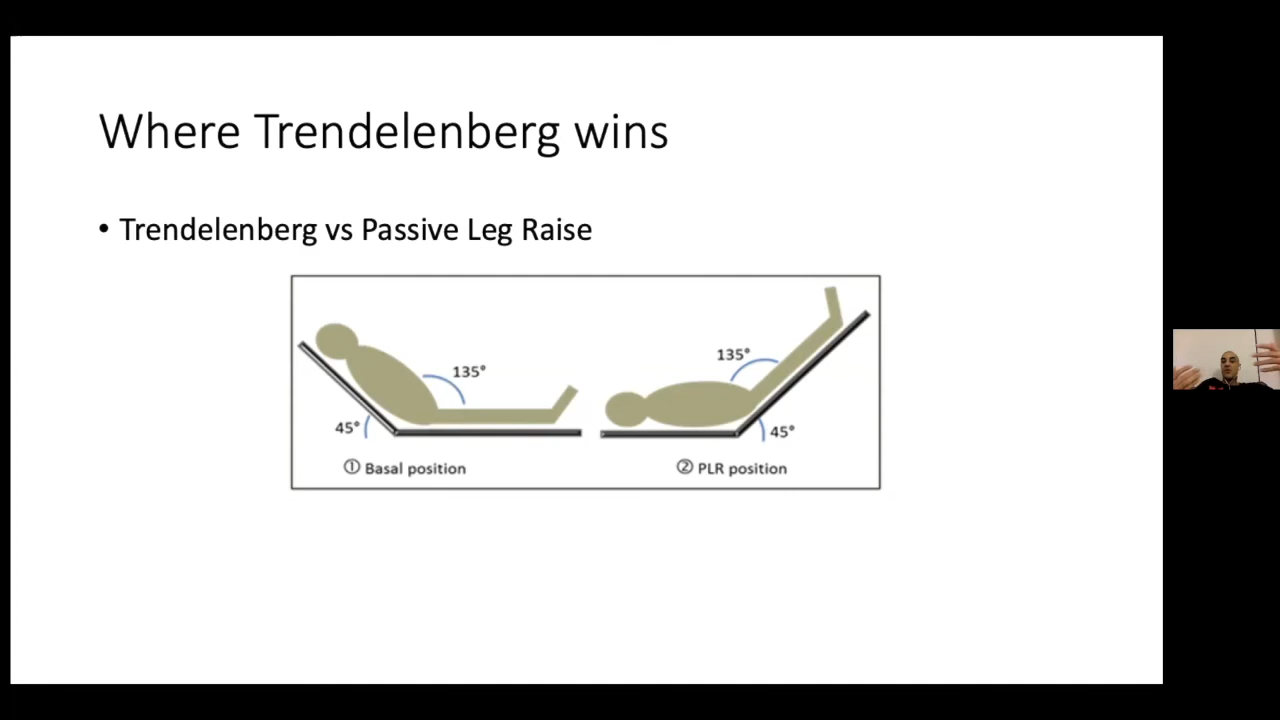 Where Trendelenberg wins
• Trendelenberg vs Passive Leg Raise
135°
45°
① Basal position
135°
45°
② PLR position